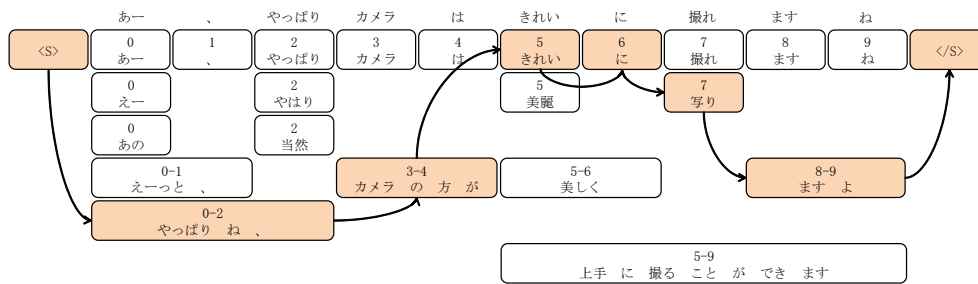 あー 、 やっぱり カメラ は きれい に 撮れ ます ね
<S> 0 1 2 3 4 5 6 7 8 9 </S>
あー 、 やっぱり カメラ は きれい に 撮れ ます ね
0 2 5 7
えー やはり 美麗 写り
0 2
あの 当然
0-1 3-4 5-6 8-9
えーっと 、 カメラ の 方 が 美しく ます よ
0-2
やっぱり ね 、
5-9
上手 に 撮る こと が でき ます